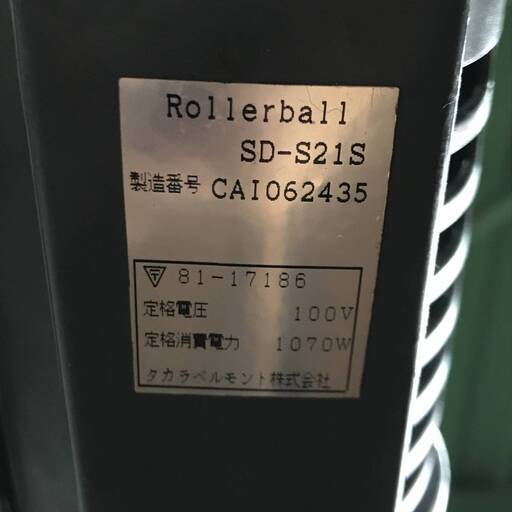 Rollerball
SD-S21S
製造番号 CAI062435
〒 81-17186
定格電圧 100V
定格消費電力 1070W
タカラベルモント株式会社